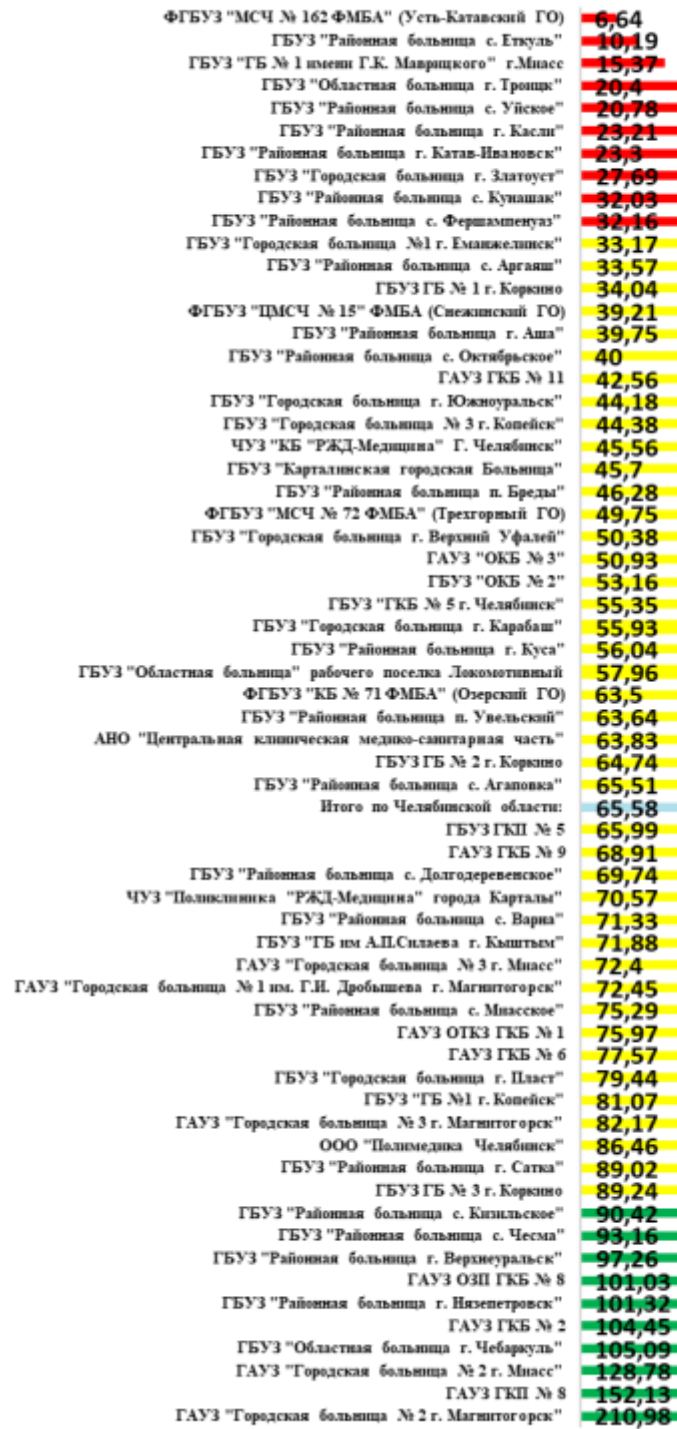 ФГБУЗ "МСЧ № 162 ФМБА" (Усть-Катавский ГО) 6,64
ГБУЗ "Районная больница с. Еткуль" 10,19
ГБУЗ "ГБ № 1 имени Г.К. Маврицкого" г.Миасс 15,37
ГБУЗ "Областная больница г. Троицк" 20,4
ГБУЗ "Районная больница с. Уйское" 20,78
ГБУЗ "Районная больница г. Касли" 23,21
ГБУЗ "Районная больница г. Катав-Ивановск" 23,3
ГБУЗ "Городская больница г. Златоуст" 27,69
ГБУЗ "Районная больница с. Кунашак" 32,03
ГБУЗ "Районная больница с. Фершампенуаз" 32,16
ГБУЗ "Городская больница №1 г. Еманжелинск" 33,17
ГБУЗ "Районная больница с. Аргаяш" 33,57
ГБУЗ ГБ № 1 г. Коркино 34,04
ФГБУЗ "ЦМСЧ № 15" ФМБА (Снежинский ГО) 39,21
ГБУЗ "Районная больница г. Аша" 39,75
ГБУЗ "Районная больница с. Октябрьское" 40
ГАУЗ ГКБ № 11 42,56
ГБУЗ "Городская больница г. Южноуральск" 44,18
ГБУЗ "Городская больница № 3 г. Копейск" 44,38
ЧУЗ "КБ "РЖД-Медицина" Г. Челябинск" 45,56
ГБУЗ "Карталинская городская Больница" 45,7
ГБУЗ "Районная больница п. Бреды" 46,28
ФГБУЗ "МСЧ № 72 ФМБА" (Трехгорный ГО) 49,75
ГБУЗ "Городская больница г. Верхний Уфалей" 50,38
ГАУЗ "ОКБ № 3" 50,93
ГБУЗ "ОКБ № 2" 53,16
ГБУЗ "ГКБ № 5 г. Челябинск" 55,35
ГБУЗ "Городская больница г. Карабаш" 55,93
ГБУЗ "Районная больница г. Куса" 56,04
ГБУЗ "Областная больница" рабочего поселка Локомотивный 57,96
ФГБУЗ "КБ № 71 ФМБА" (Озерский ГО) 63,5
ГБУЗ "Районная больница п. Увельский" 63,64
АНО "Центральная клиническая медико-санитарная часть" 63,83
ГБУЗ ГБ № 2 г. Коркино 64,74
ГБУЗ "Районная больница с. Агаповка" 65,51
Итого по Челябинской области: 65,58
ГБУЗ ГКП № 5 65,99
ГАУЗ ГКБ № 9 68,91
ГБУЗ "Районная больница с. Долгодеревенское" 69,74
ЧУЗ "Поликлиника "РЖД-Медицина" города Карталы" 70,57
ГБУЗ "Районная больница с. Варна" 71,33
ГБУЗ "ГБ им А.П.Силаева г. Кыштым" 71,88
ГАУЗ "Городская больница № 3 г. Миасс" 72,4
ГАУЗ "Городская больница № 1 им. Г.И. Дробышева г. Магнитогорск" 72,45
ГБУЗ "Районная больница с. Миасское" 75,29
ГАУЗ ОТКЗ ГКБ № 1 75,97
ГАУЗ ГКБ № 6 77,57
ГБУЗ "Городская больница г. Пласт" 79,44
ГБУЗ "ГБ №1 г. Копейск" 81,07
ГАУЗ "Городская больница № 3 г. Магнитогорск" 82,17
ООО "Полимедика Челябинск" 86,46
ГБУЗ "Районная больница г. Сатка" 89,02
ГБУЗ ГБ № 3 г. Коркино 89,24
ГБУЗ "Районная больница с. Кизильское" 90,42
ГБУЗ "Районная больница с. Чесма" 93,16
ГБУЗ "Районная больница г. Верхнеуральск" 97,26
ГАУЗ ОЗП ГКБ № 8 101,03
ГБУЗ "Районная больница г. Нязепетровск" 101,32
ГАУЗ ГКБ № 2 104,45
ГБУЗ "Областная больница г. Чебаркуль" 105,09
ГАУЗ "Городская больница № 2 г. Миасс" 128,78
ГАУЗ ГКП № 8 152,13
ГАУЗ "Городская больница № 2 г. Магнитогорск" 210,98